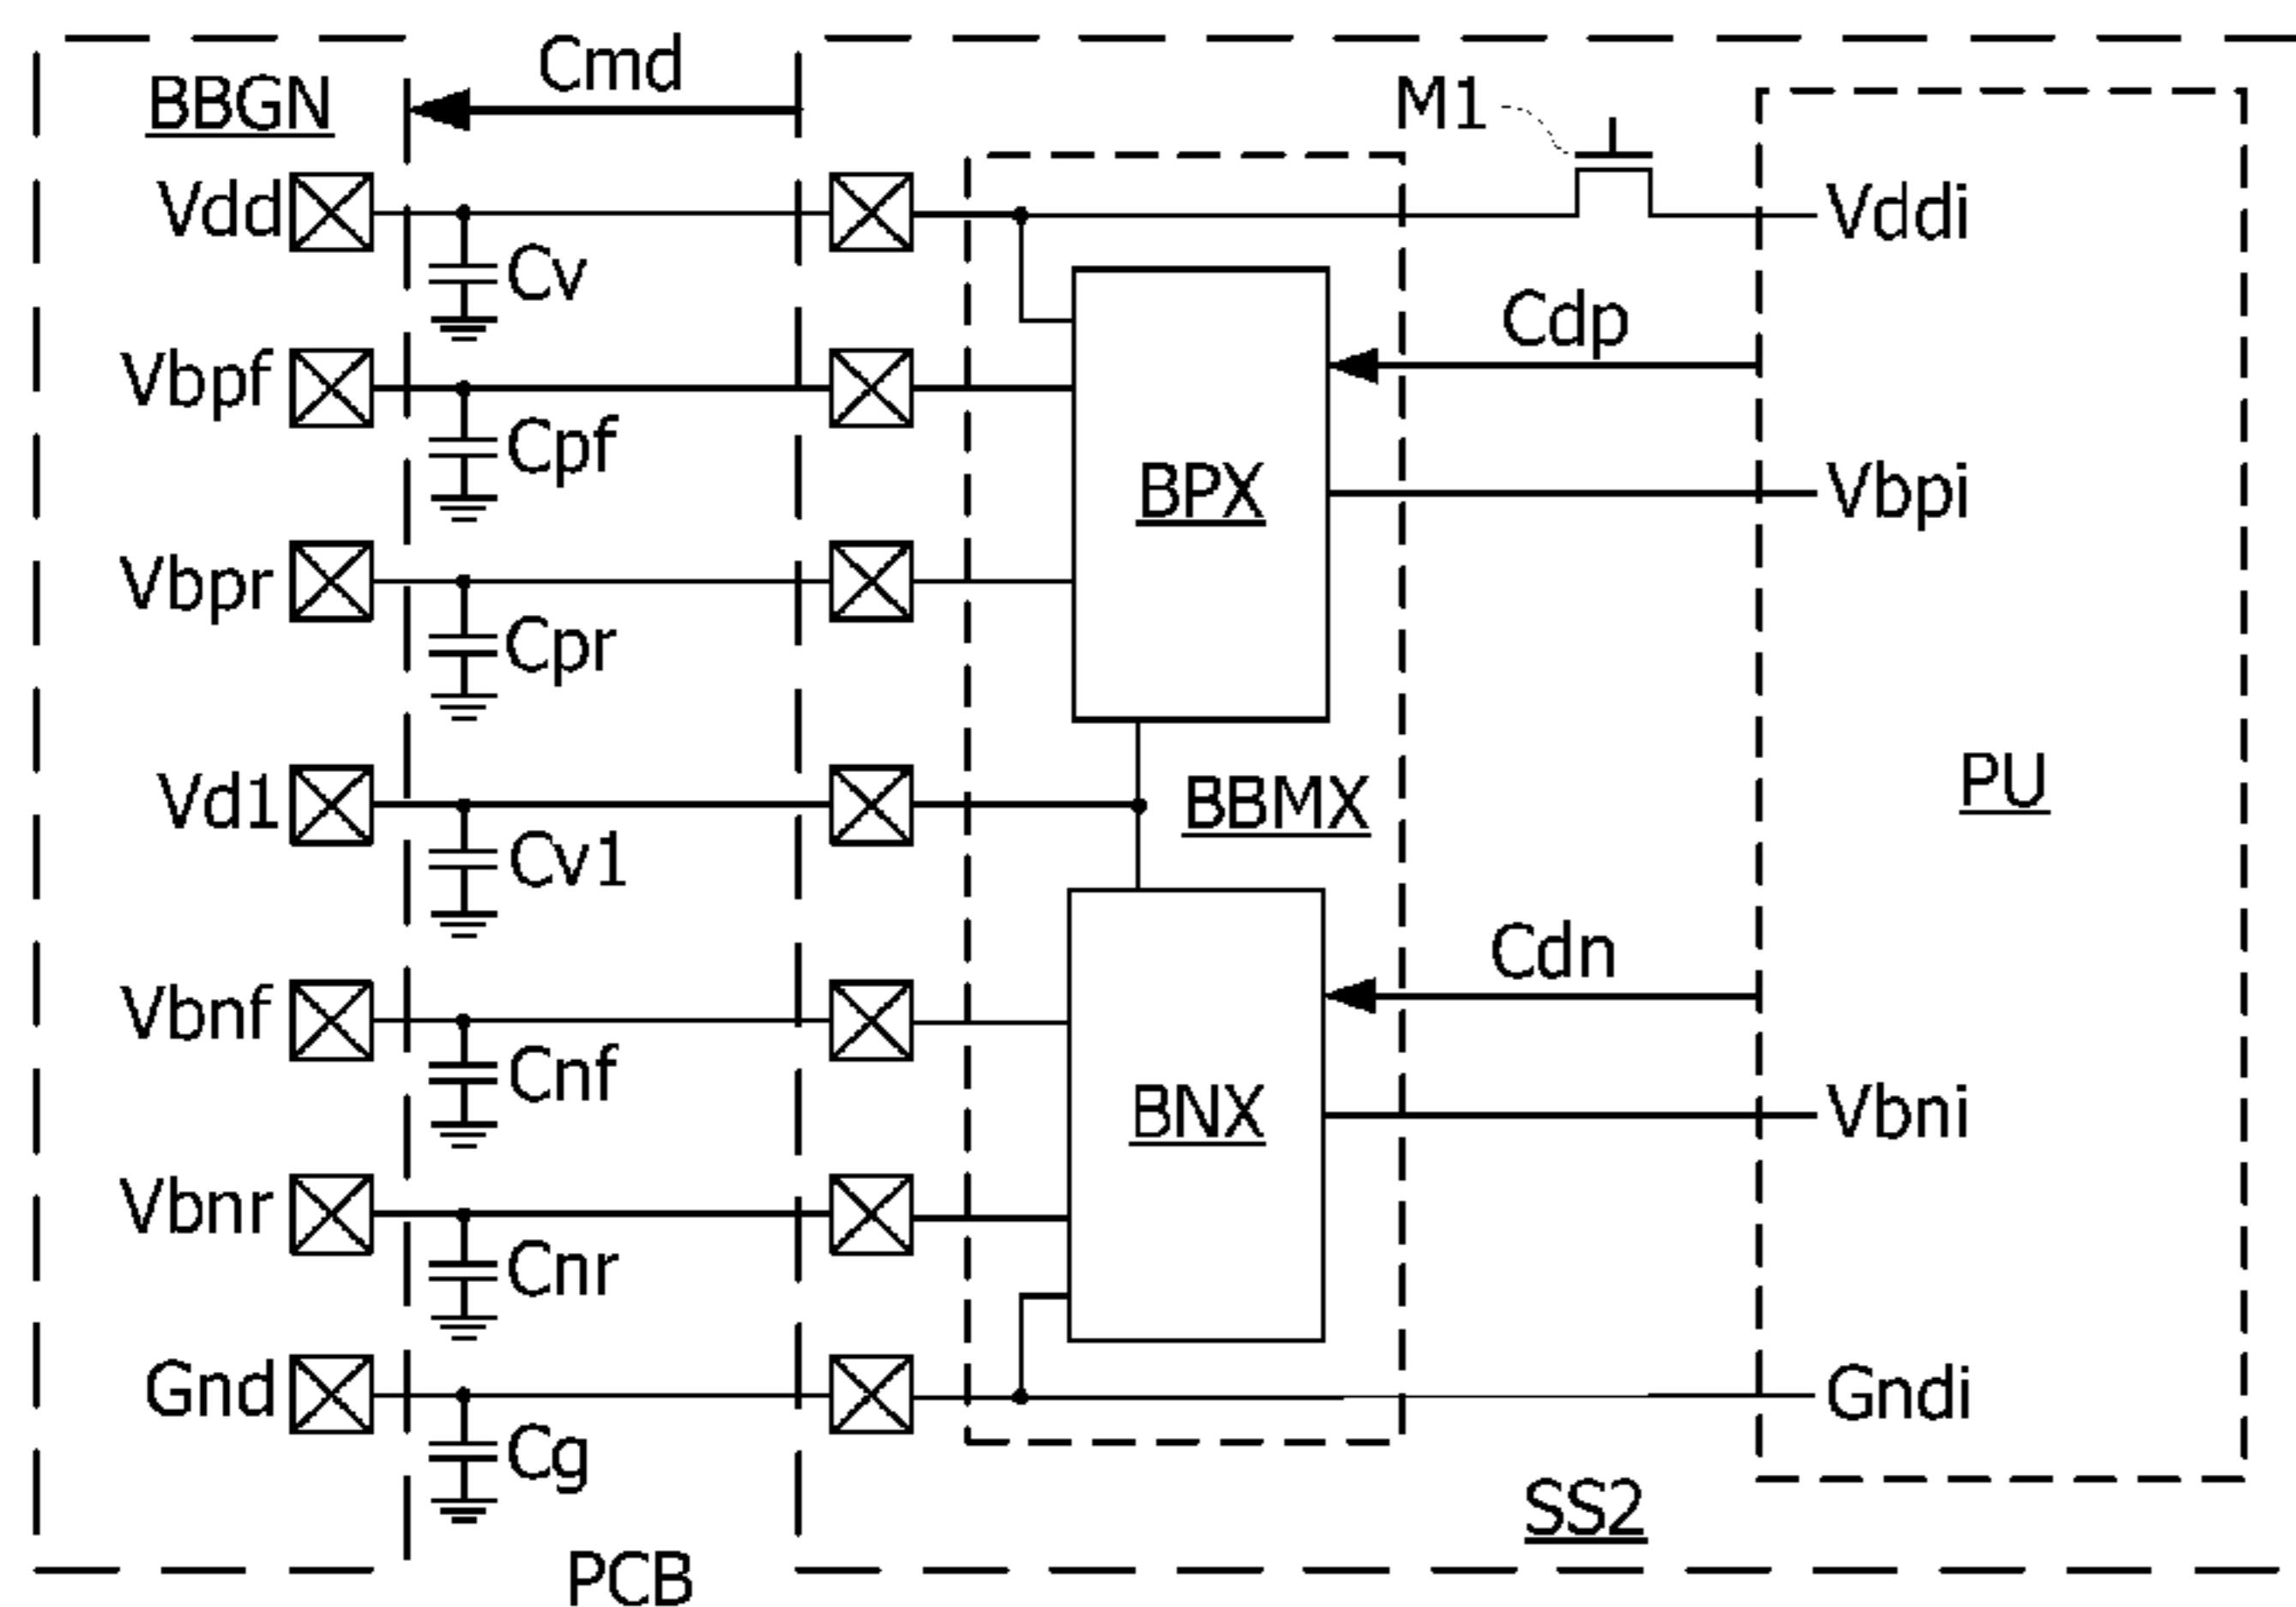 Cmd
BBGN
M1
Vdd
Vddi
Cv
Cdp
Vbpf
Cpf
BPX
Vbpi
Vbpr
Cpr
Vd1
BBMX
PU
Cv1
Cdn
Vbnf
Cnf
BNX
Vbni
Vbnr
Cnr
Gnd
Gndi
Cg
SS2
PCB